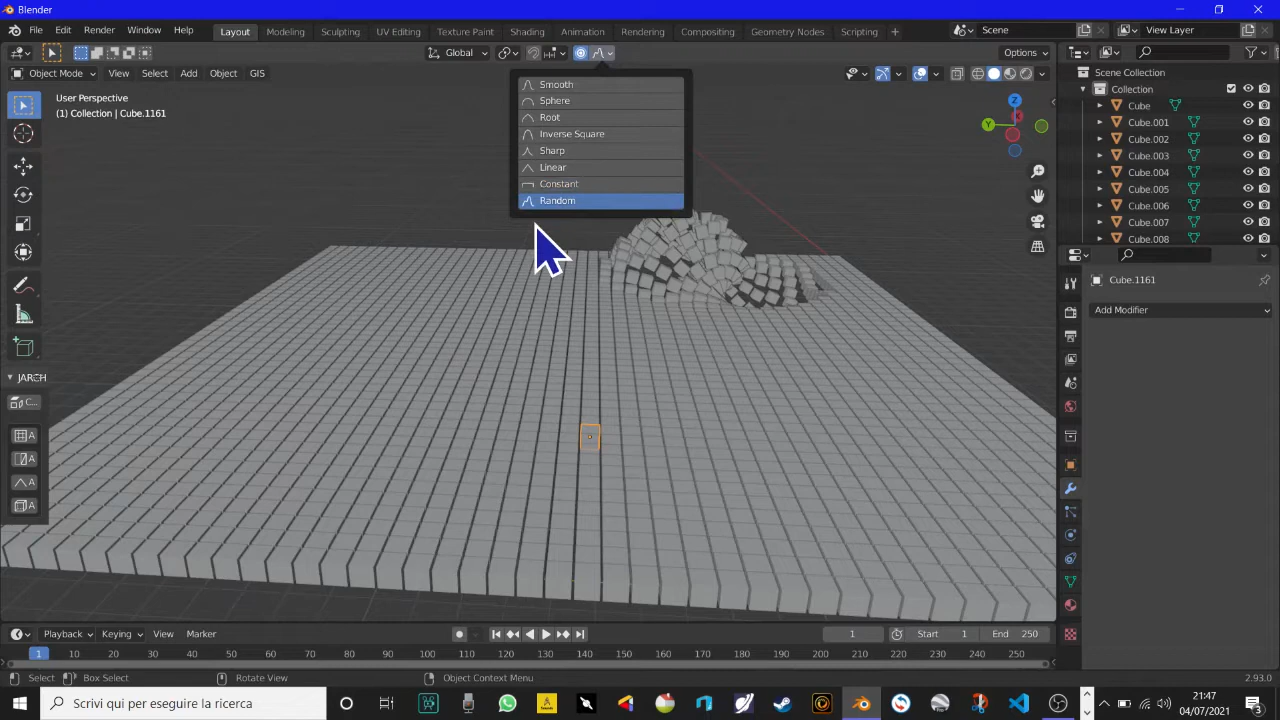 Blender
File Edit Render Window Help Layout Modeling Sculpting UV Editing Texture Paint Shading Animation Rendering Compositing Geometry Nodes Scripting + Scene View Layer
Global Options
Object Mode View Select Add Object GIS
User Perspective
(1) Collection | Cube.1161
Smooth
Sphere
Root
Inverse Square
Sharp
Linear
Constant
Random
Z
X
Y
Scene Collection
Collection
Cube
Cube.001
Cube.002
Cube.003
Cube.004
Cube.005
Cube.006
Cube.007
Cube.008
Cube.1161
Add Modifier
JARCH
C...
A
A
A
A
Playback Keying View Marker 1 Start 1 End 250
1 10 20 30 40 50 60 70 80 90 100 110 120 130 140 150 160 170 180 190 200 210 220 230 240 250
Select Box Select Rotate View Object Context Menu 2.93.0
Scrivi qui per eseguire la ricerca
21:47
04/07/2021